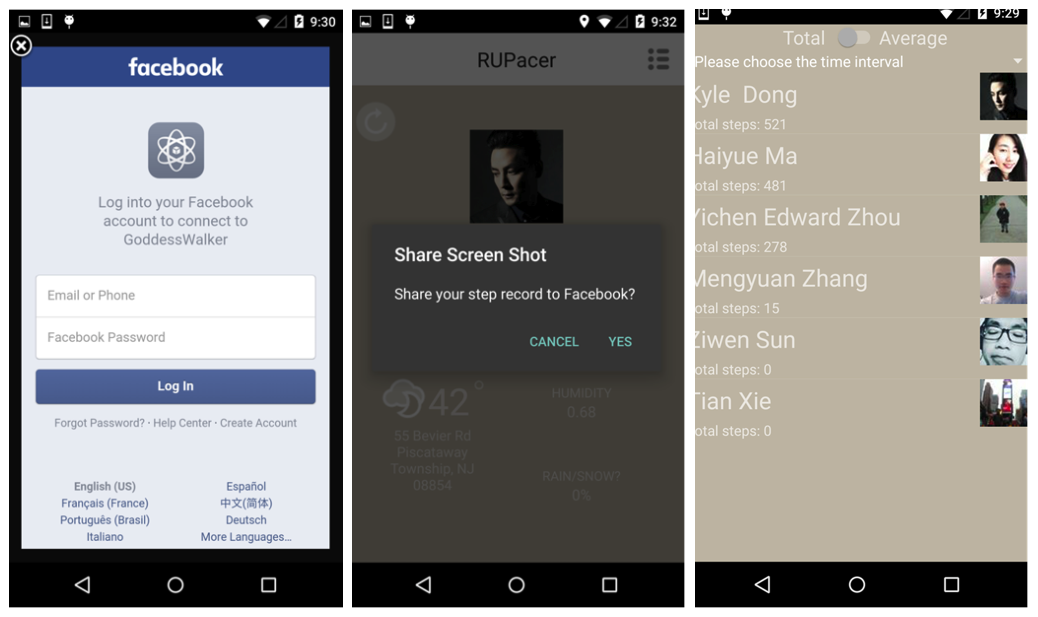 9:30
facebook
Log into your Facebook
account to connect to
GoddessWalker
Email or Phone
Facebook Password
Log In
Forgot Password? · Help Center · Create Account
English (US)
Español
Français (France)
中文(简体)
Português (Brasil)
Deutsch
Italiano
More Languages...
9:32
RUPacer
Share Screen Shot
Share your step record to Facebook?
CANCEL
YES
42°
HUMIDITY
0.68
55 Bevier Rd
Piscataway
Township, NJ
08854
RAIN/SNOW?
0%
9:29
Total
Average
Please choose the time interval
Kyle Dong
otal steps: 521
Haiyue Ma
otal steps: 481
Yichen Edward Zhou
otal steps: 278
Mengyuan Zhang
otal steps: 15
Ziwen Sun
otal steps: 0
Tian Xie
otal steps: 0